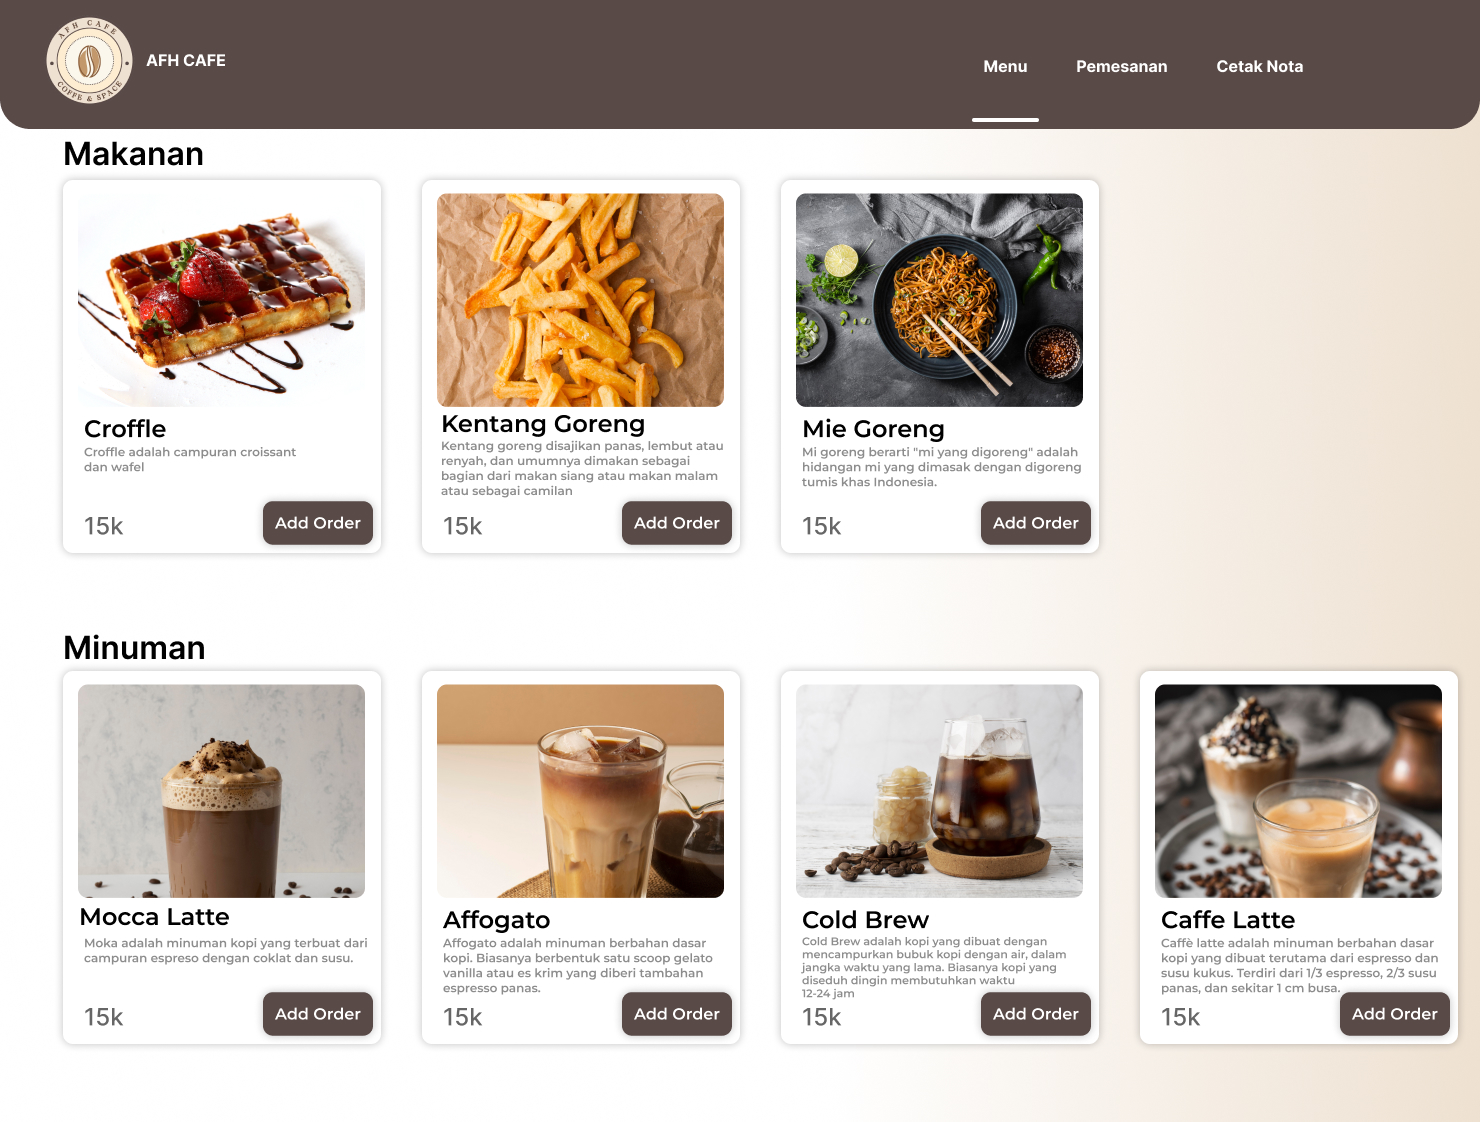 AFH CAFE
COFFE & SPACE
AFH CAFE
Menu
Pemesanan
Cetak Nota
Makanan
Croffle
Croffle adalah campuran croissant
dan wafel
15k
Add Order
Kentang Goreng
Kentang goreng disajikan panas, lembut atau
renyah, dan umumnya dimakan sebagai
bagian dari makan siang atau makan malam
atau sebagai camilan
15k
Add Order
Mie Goreng
Mi goreng berarti "mi yang digoreng" adalah
hidangan mi yang dimasak dengan digoreng
tumis khas Indonesia.
15k
Add Order
Minuman
Mocca Latte
Moka adalah minuman kopi yang terbuat dari
campuran espreso dengan coklat dan susu.
15k
Add Order
Affogato
Affogato adalah minuman berbahan dasar
kopi. Biasanya berbentuk satu scoop gelato
vanilla atau es krim yang diberi tambahan
espresso panas.
15k
Add Order
Cold Brew
Cold Brew adalah kopi yang dibuat dengan
mencampurkan bubuk kopi dengan air, dalam
jangka waktu yang lama. Biasanya kopi yang
diseduh dingin membutuhkan waktu
12-24 jam
15k
Add Order
Caffe Latte
Caffè latte adalah minuman berbahan dasar
kopi yang dibuat terutama dari espresso dan
susu kukus. Terdiri dari 1/3 espresso, 2/3 susu
panas, dan sekitar 1 cm busa.
15k
Add Order